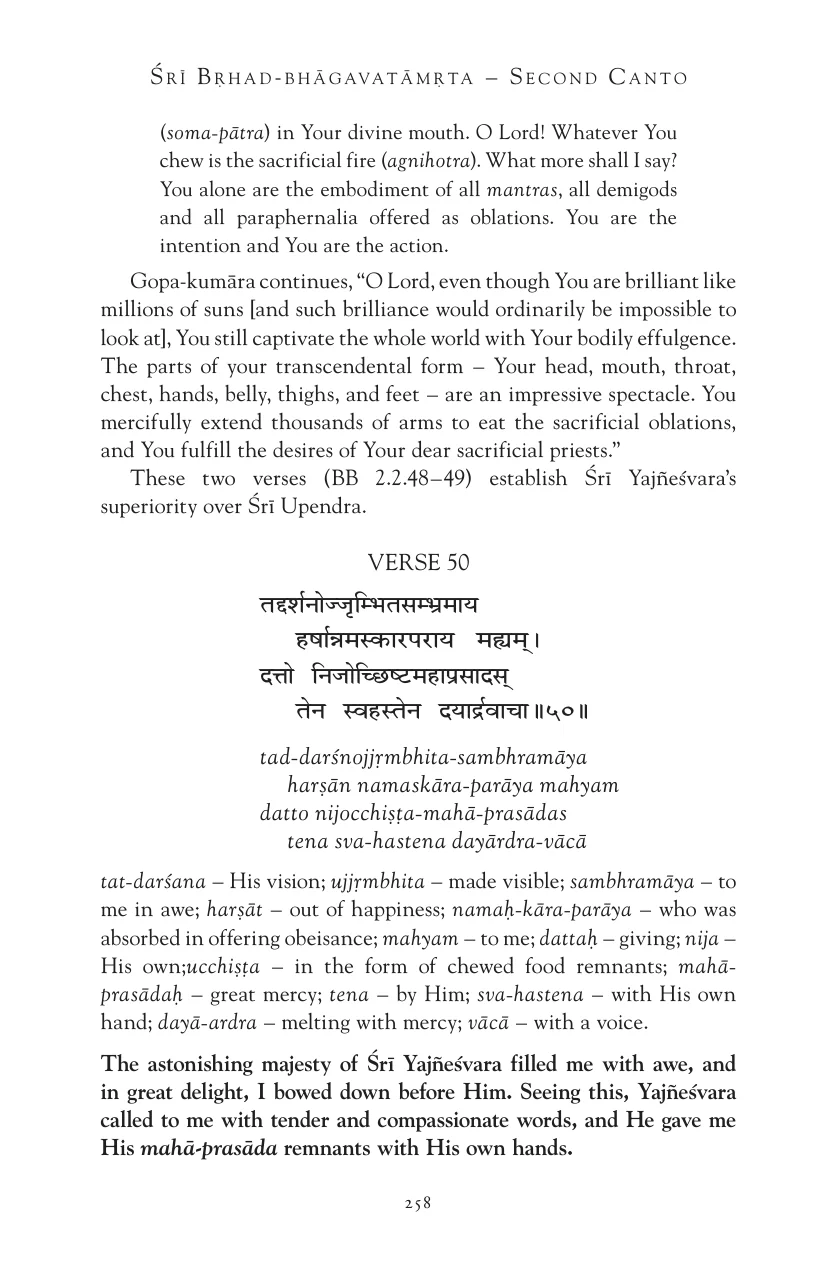 ŚRĪ BṚHAD-BHĀGAVATĀMṚTA – SECOND CANTO
(soma-pātra) in Your divine mouth. O Lord! Whatever You
chew is the sacrificial fire (agnihotra). What more shall I say?
You alone are the embodiment of all mantras, all demigods
and all paraphernalia offered as oblations. You are the
intention and You are the action.
Gopa-kumāra continues, “O Lord, even though You are brilliant like
millions of suns [and such brilliance would ordinarily be impossible to
look at], You still captivate the whole world with Your bodily effulgence.
The parts of your transcendental form – Your head, mouth, throat,
chest, hands, belly, thighs, and feet – are an impressive spectacle. You
mercifully extend thousands of arms to eat the sacrificial oblations,
and You fulfill the desires of Your dear sacrificial priests.”
These two verses (BB 2.2.48–49) establish Śrī Yajñeśvara’s
superiority over Śrī Upendra.
VERSE 50
तद्दर्शनोज्जृम्भितसम्भ्रमाय
हर्षान्नमस्कारपराय मह्यम्।
दत्तो निजोच्छिष्टमहाप्रसादस्
तेन स्वहस्तेन दयार्द्रवाचा॥५०॥
tad-darśnojjṛmbhita-sambhramāya
harṣān namaskāra-parāya mahyam
datto nijocchiṣṭa-mahā-prasādas
tena sva-hastena dayārdra-vācā
tat-darśana – His vision; ujjṛmbhita – made visible; sambhramāya – to
me in awe; harṣāt – out of happiness; namaḥ-kāra-parāya – who was
absorbed in offering obeisance; mahyam – to me; dattaḥ – giving; nija –
His own;ucchiṣṭa – in the form of chewed food remnants; mahā-
prasādaḥ – great mercy; tena – by Him; sva-hastena – with His own
hand; dayā-ardra – melting with mercy; vācā – with a voice.
The astonishing majesty of Śrī Yajñeśvara filled me with awe, and
in great delight, I bowed down before Him. Seeing this, Yajñeśvara
called to me with tender and compassionate words, and He gave me
His mahā-prasāda remnants with His own hands.
258